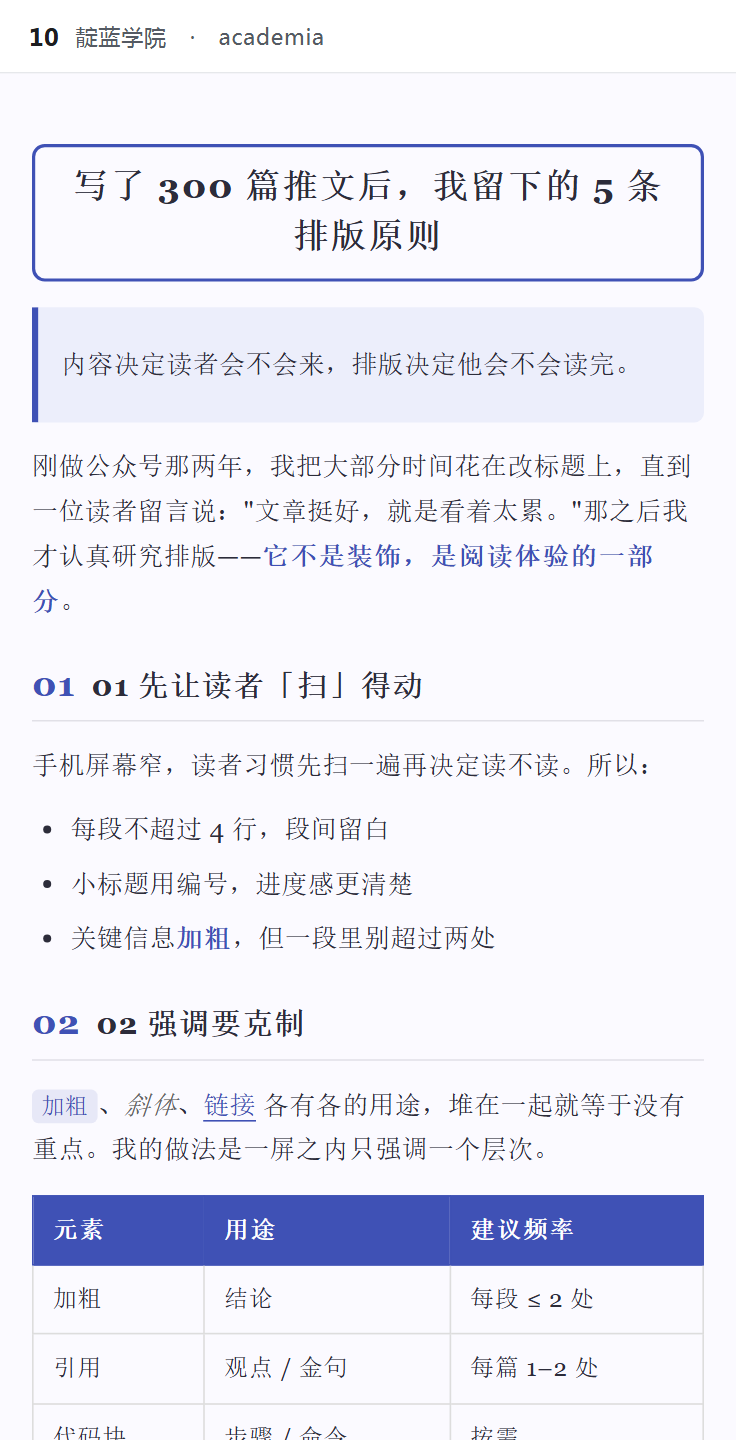 10 靛蓝学院 · academia
写了 300 篇推文后，我留下的 5 条
排版原则
内容决定读者会不会来，排版决定他会不会读完。
刚做公众号那两年，我把大部分时间花在改标题上，直到
一位读者留言说："文章挺好，就是看着太累。"那之后我
才认真研究排版——它不是装饰，是阅读体验的一部
分。
01 01 先让读者「扫」得动
手机屏幕窄，读者习惯先扫一遍再决定读不读。所以：
• 每段不超过 4 行，段间留白
• 小标题用编号，进度感更清楚
• 关键信息加粗，但一段里别超过两处
02 02 强调要克制
加粗、斜体、链接 各有各的用途，堆在一起就等于没有
重点。我的做法是一屏之内只强调一个层次。
元素 用途 建议频率
加粗 结论 每段 ≤ 2 处
引用 观点 / 金句 每篇 1–2 处
代码块 步骤 / 命令 按需